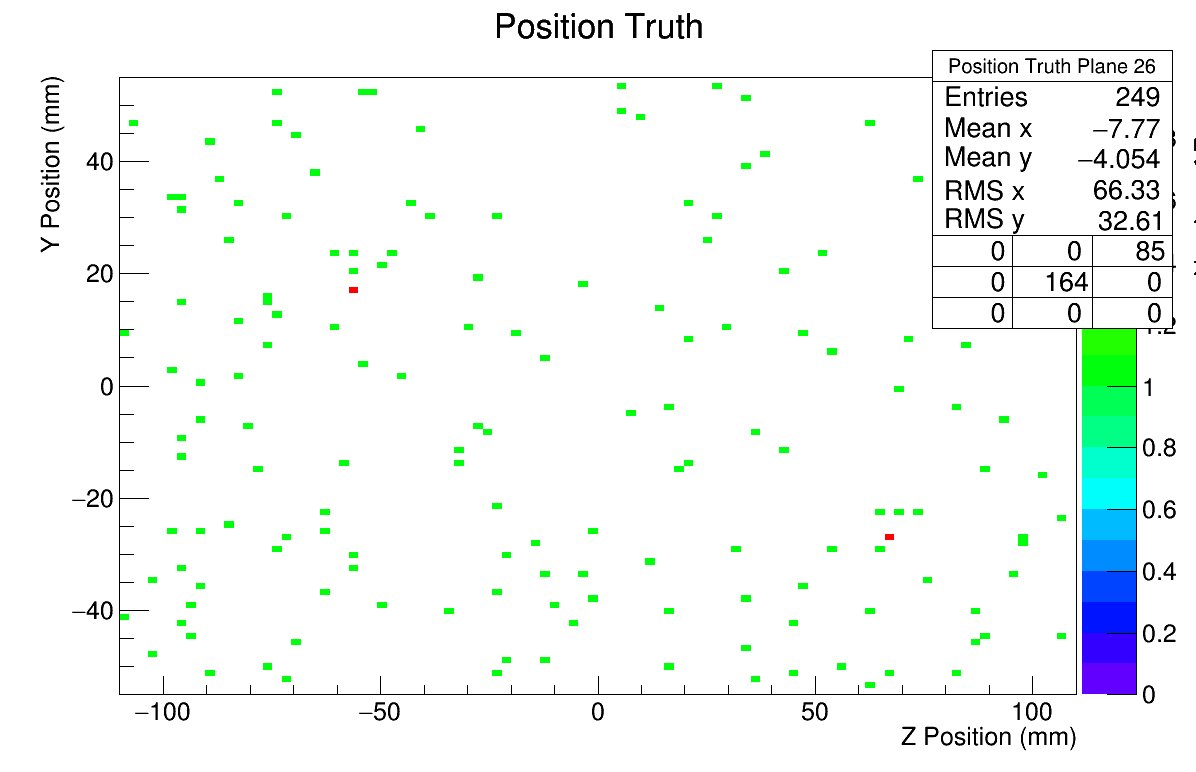 Position Truth
Y Position (mm)
40
20
0
−20
−40
−100
−50
0
50
100
Z Position (mm)
Position Truth Plane 26
Entries 249
Mean x −7.77
Mean y −4.054
RMS x 66.33
RMS y 32.61
0 0 85
0 164 0
0 0 0
1
0.8
0.6
0.4
0.2
0